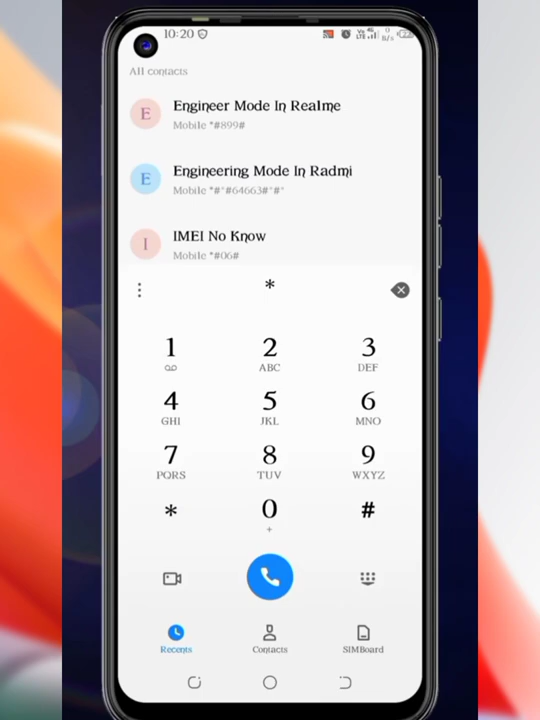 10:20
All contacts
E
Engineer Mode In Realme
Mobile *#899#
E
Engineering Mode In Radmi
Mobile *#*#64663#*#*
I
IMEI No Know
Mobile *#06#
*
1 2 3
ABC DEF
4 5 6
GHI JKL MNO
7 8 9
PQRS TUV WXYZ
* 0 #
+
Recents Contacts SIMBoard